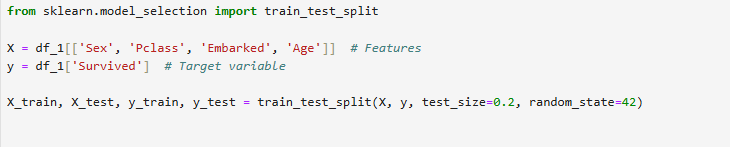 from sklearn.model_selection import train_test_split
X = df_1[['Sex', 'Pclass', 'Embarked', 'Age']]  # Features
y = df_1['Survived']  # Target variable
X_train, X_test, y_train, y_test = train_test_split(X, y, test_size=0.2, random_state=42)